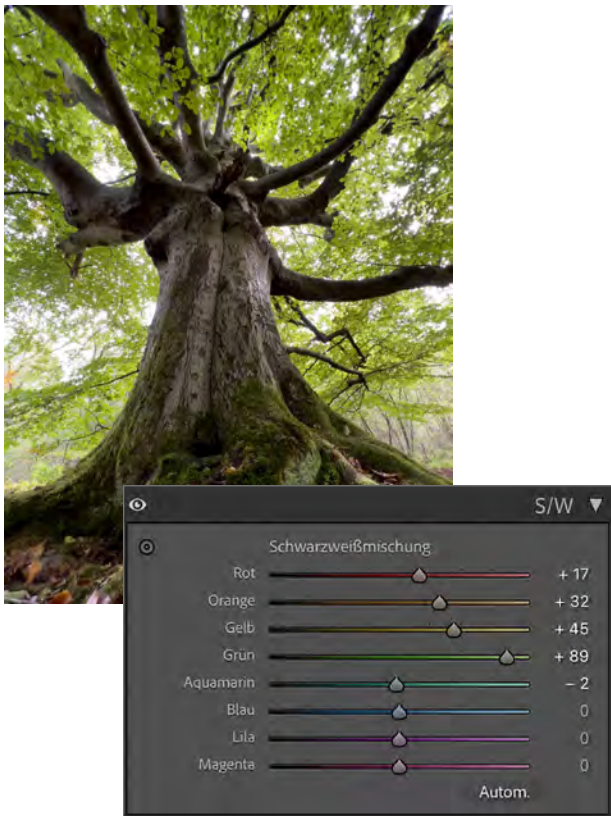 S/W ▼
Schwarzweißmischung
Rot + 17
Orange + 32
Gelb + 45
Grün + 89
Aquamarin – 2
Blau 0
Lila 0
Magenta 0
Autom.